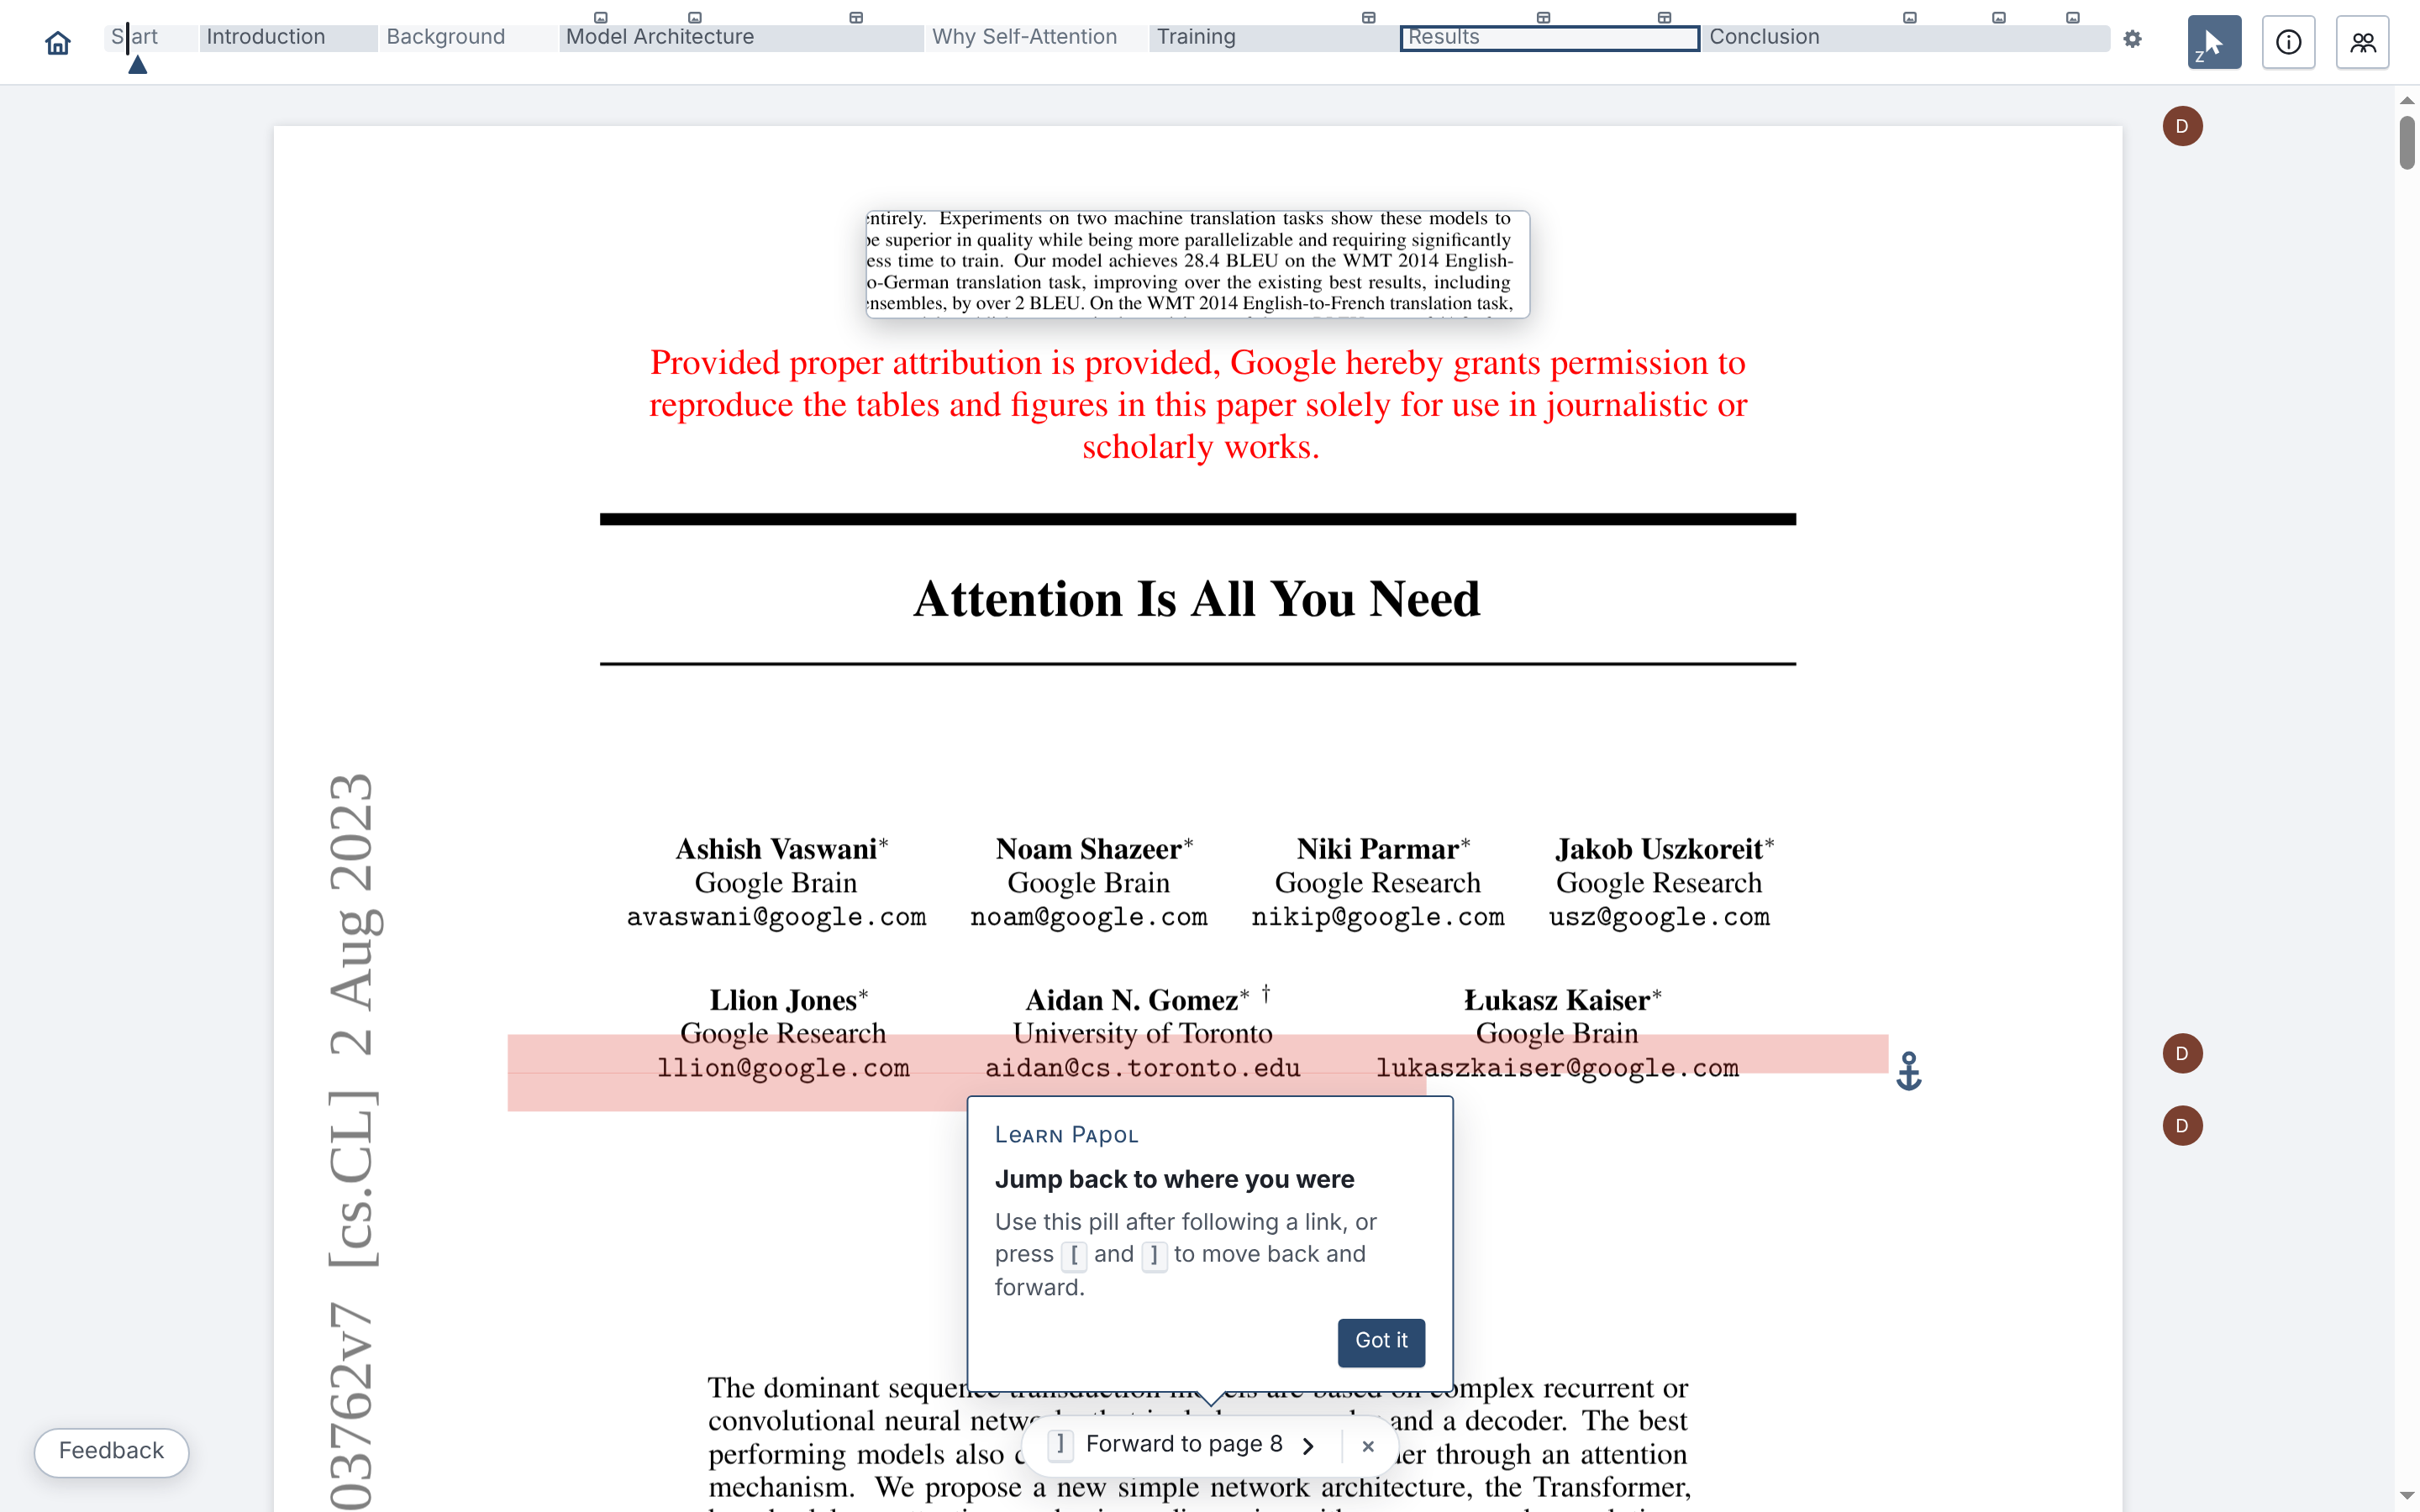 Start
Introduction
Background
Model Architecture
Why Self-Attention
Training
Results
Conclusion
Z
D
Experiments on two machine translation tasks show these models to
superior in quality while being more parallelizable and requiring significantly
time to train. Our model achieves 28.4 BLEU on the WMT 2014 English-
o-German translation task, improving over the existing best results, including
by over 2 BLEU. On the WMT 2014 English-to-French translation task,
Provided proper attribution is provided, Google hereby grants permission to
reproduce the tables and figures in this paper solely for use in journalistic or
scholarly works.
Attention Is All You Need
Ashish Vaswani*
Google Brain
avaswani@google.com
Noam Shazeer*
Google Brain
noam@google.com
Niki Parmar*
Google Research
nikip@google.com
Jakob Uszkoreit*
Google Research
usz@google.com
Llion Jones*
Google Research
llion@google.com
Aidan N. Gomez* †
University of Toronto
aidan@cs.toronto.edu
Łukasz Kaiser*
Google Brain
lukaszkaiser@google.com
D
D
03762v7 [cs.CL] 2 Aug 2023
Learn Papol
Jump back to where you were
Use this pill after following a link, or
press [ and ] to move back and
forward.
Got it
The dominant complex recurrent or
convolutional neural and a decoder. The best
performing models also through an attention
mechanism. We propose a new simple network architecture, the Transformer,
] Forward to page 8
Feedback